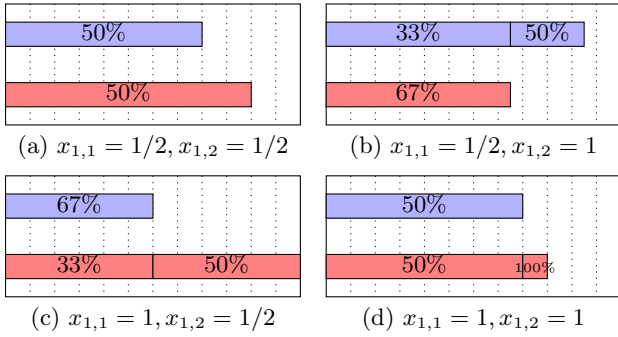 50%
50%
(a) x₁,₁ = 1/2, x₁,₂ = 1/2
33% 50%
67%
(b) x₁,₁ = 1/2, x₁,₂ = 1
67%
33% 50%
(c) x₁,₁ = 1, x₁,₂ = 1/2
50%
50% 100%
(d) x₁,₁ = 1, x₁,₂ = 1